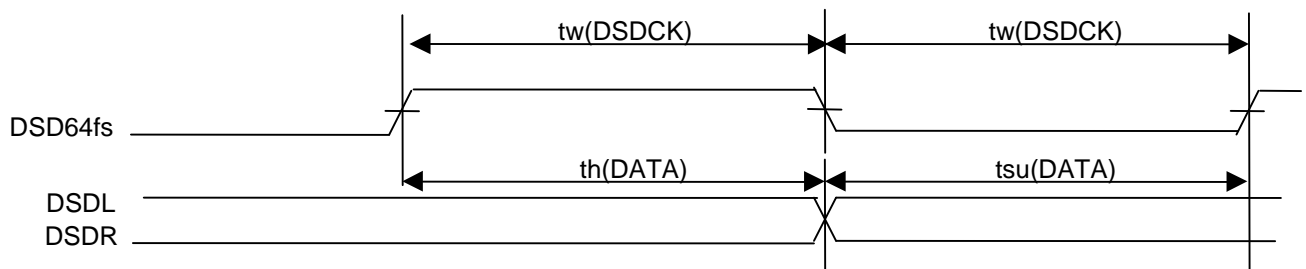 tw(DSDCK) tw(DSDCK)
DSD64fs
th(DATA) tsu(DATA)
DSDL
DSDR